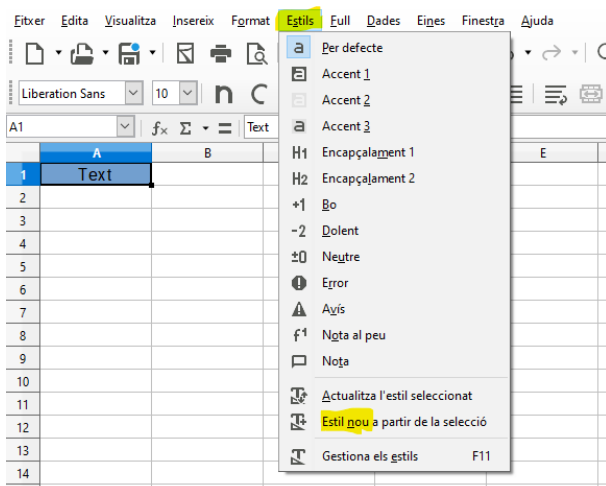 Fitxer Edita Visualitza Insereix Format Estils Full Dades Eines Finestra Ajuda
Liberation Sans 10 n C
A1 fx Σ = Text
A B E
1 Text
2
3
4
5
6
7
8
9
10
11
12
13
14
a Per defecte
a Accent 1
a Accent 2
a Accent 3
H1 Encapçalament 1
H2 Encapçalament 2
+1 Bo
-2 Dolent
±0 Neutre
Error
Avís
f1 Nota al peu
Nota
Actualitza l'estil seleccionat
Estil nou a partir de la selecció
Gestiona els estils F11